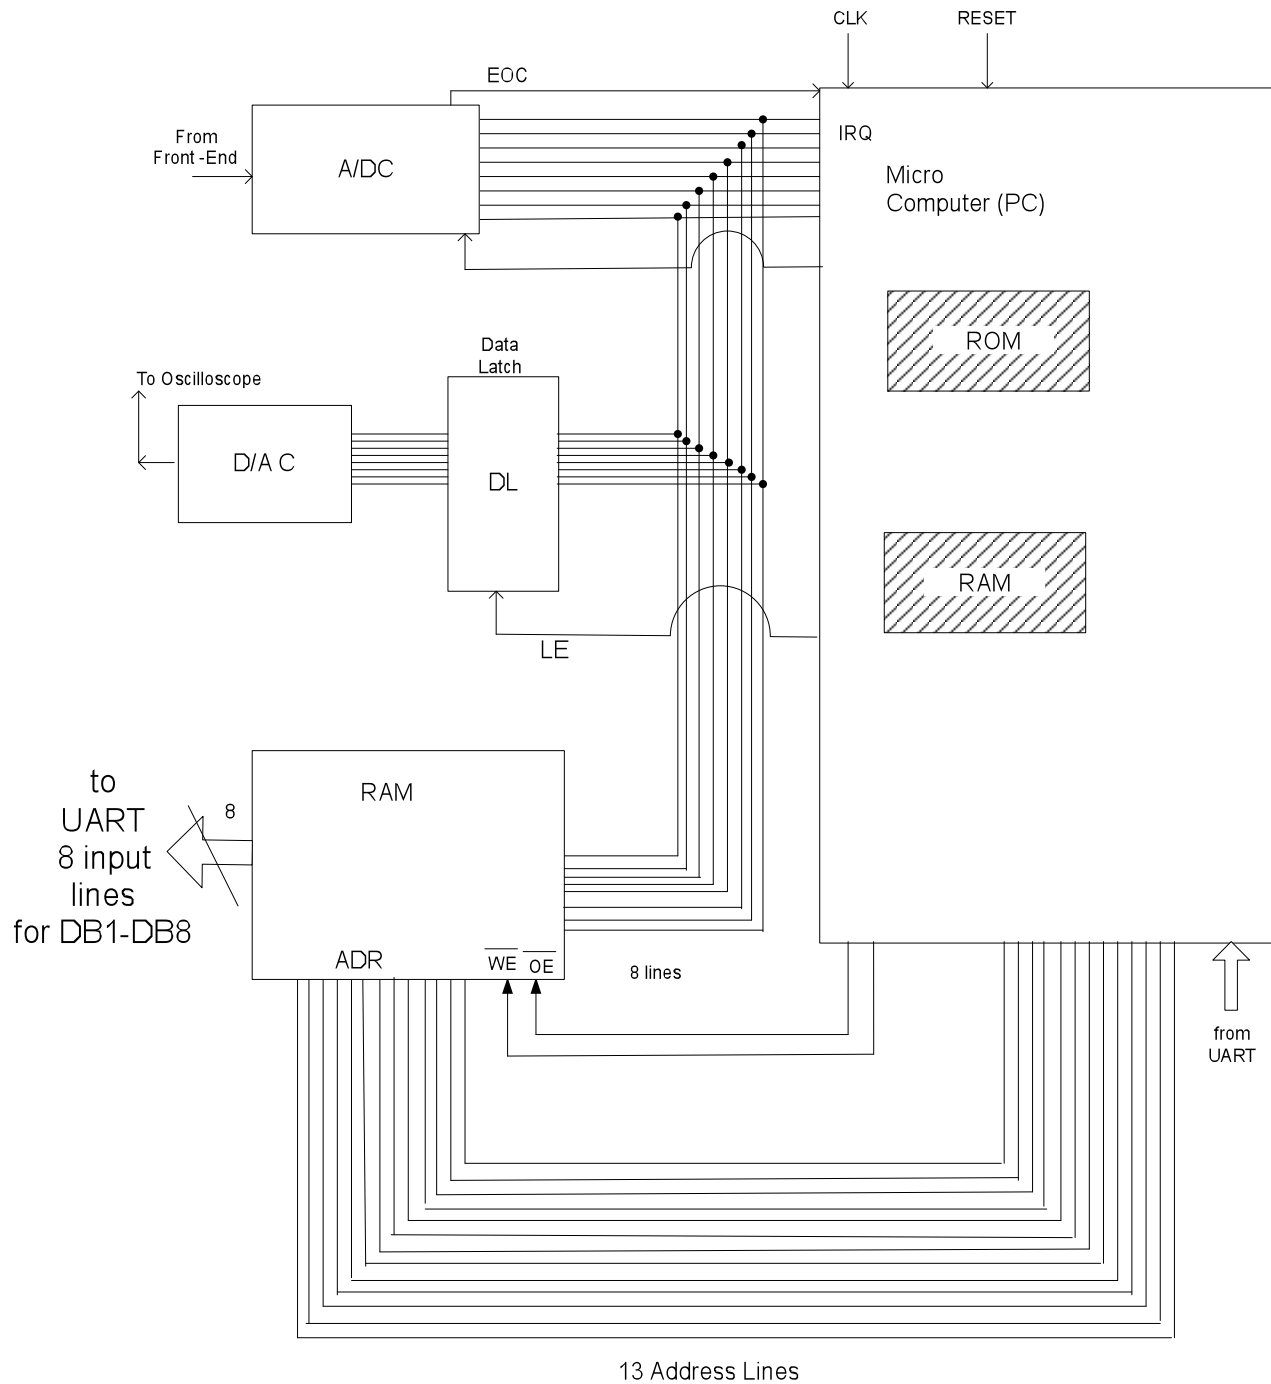 CLK
RESET
EOC
From
Front-End
A/DC
IRQ
Micro
Computer (PC)
ROM
Data
Latch
To Oscilloscope
D/A C
DL
RAM
LE
RAM
to
UART
8 input
lines
for DB1-DB8
8
ADR
WE
OE
8 lines
from
UART
13 Address Lines